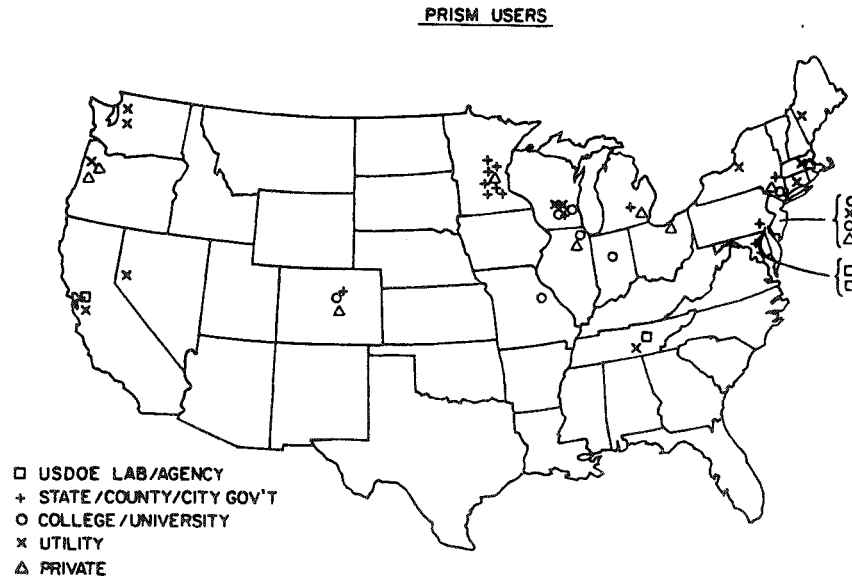 PRISM USERS
USDOE LAB/AGENCY
STATE/COUNTY/CITY GOV'T
COLLEGE/UNIVERSITY
UTILITY
PRIVATE